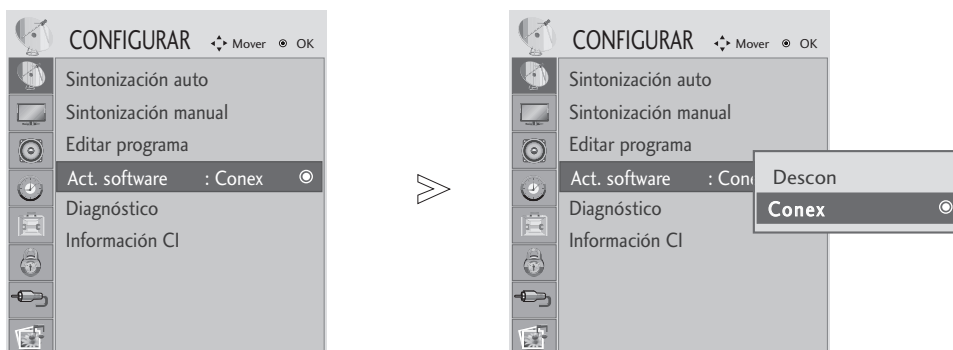 CONFIGURAR Mover OK
Sintonización auto
Sintonización manual
Editar programa
Act. software : Conex
Diagnóstico
Información CI
CONFIGURAR Mover OK
Sintonización auto
Sintonización manual
Editar programa
Act. software : Cone
Diagnóstico
Información CI
Descon
Conex